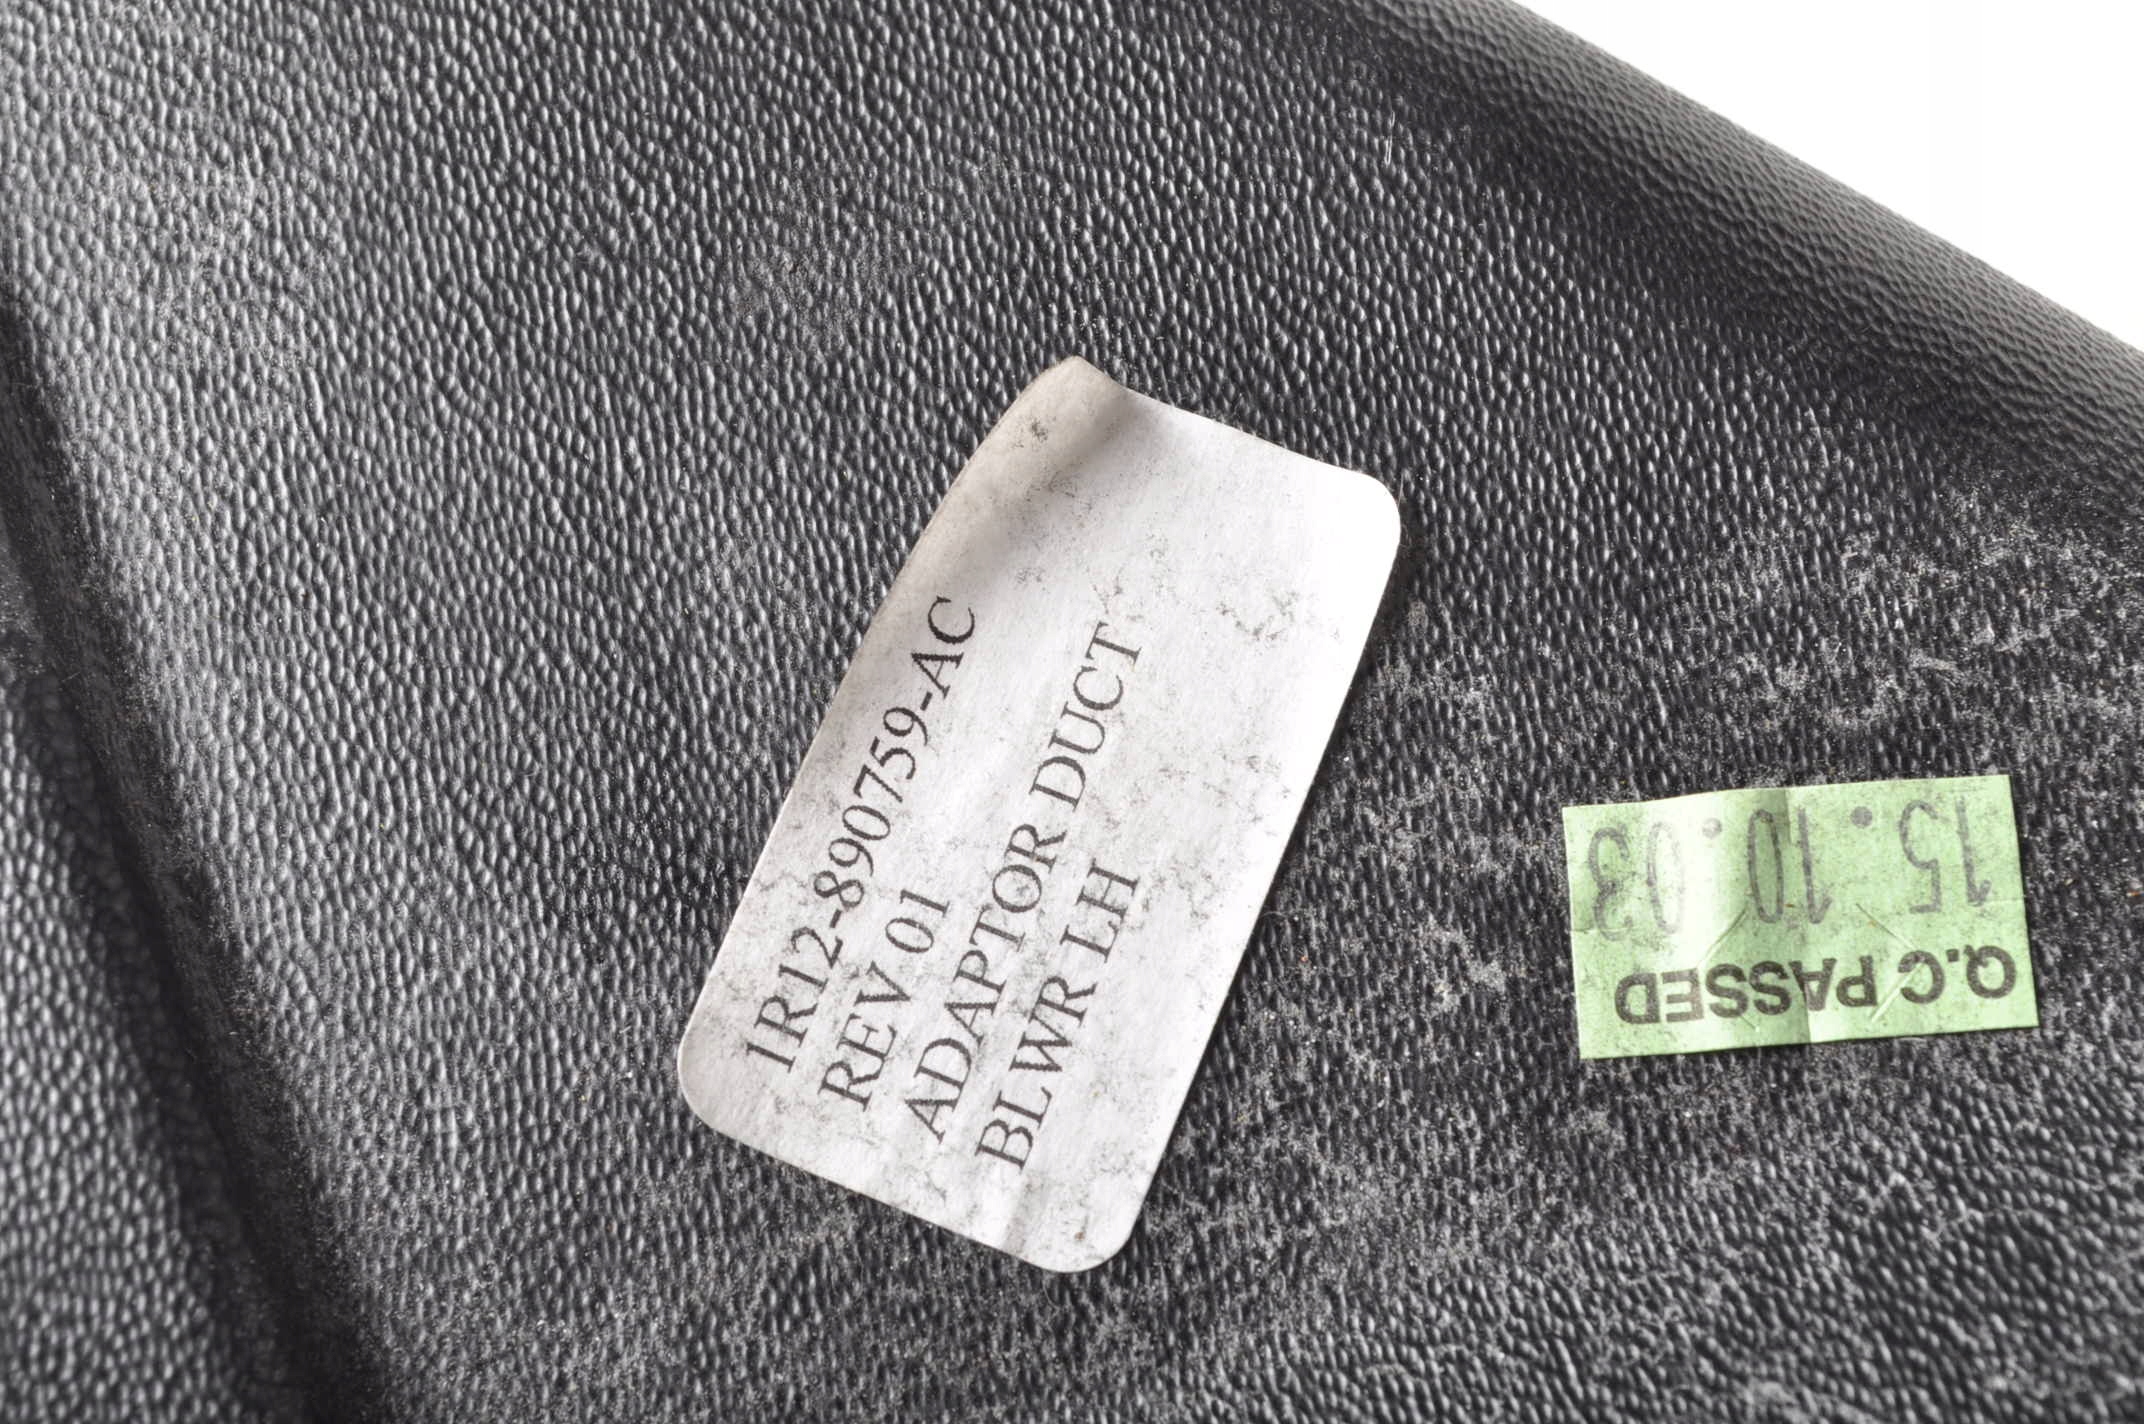 1R12-890759-AC
REV 01
ADAPTOR DUCT
BLWR LH
Q.C PASSED
15.10.03